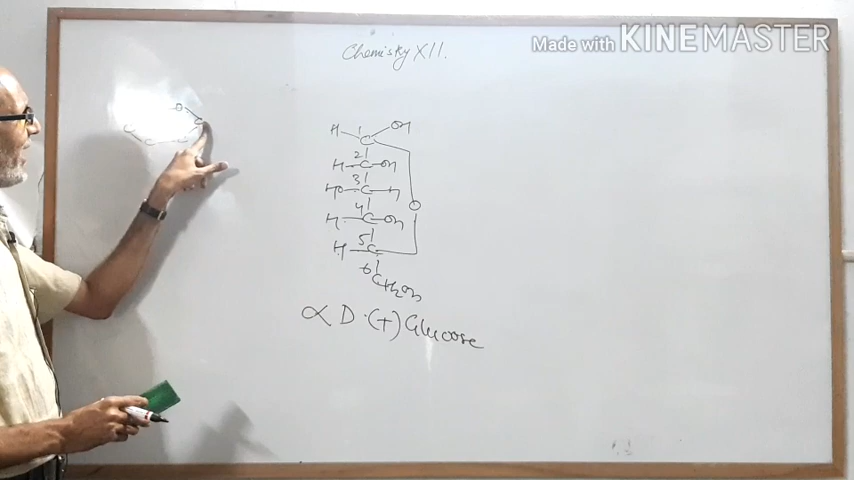 Made with KINEMASTER
Chemistry XII.
H 1 C OH
O C
C C C
2
H-C-OH
3
HO-C-H
O
4
H-C-OH
5
H-C
6
CH2OH
∝ D.(+) Glucose